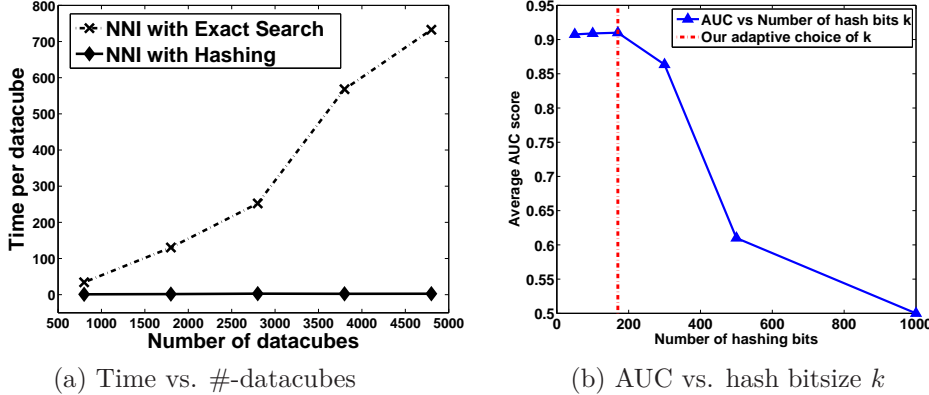 800
700
600
500
400
300
200
100
0
Time per datacube
NNI with Exact Search
NNI with Hashing
500 1000 1500 2000 2500 3000 3500 4000 4500 5000
Number of datacubes
(a) Time vs. #-datacubes
0.95
0.9
0.85
0.8
0.75
0.7
0.65
0.6
0.55
0.5
Average AUC score
AUC vs Number of hash bits k
Our adaptive choice of k
0 200 400 600 800 1000
Number of hashing bits
(b) AUC vs. hash bitsize k